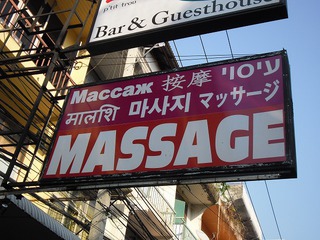 Bar & Guesthouse
Массаж 按摩 עיסוי
मालिश 마사지 マッサージ
MASSAGE